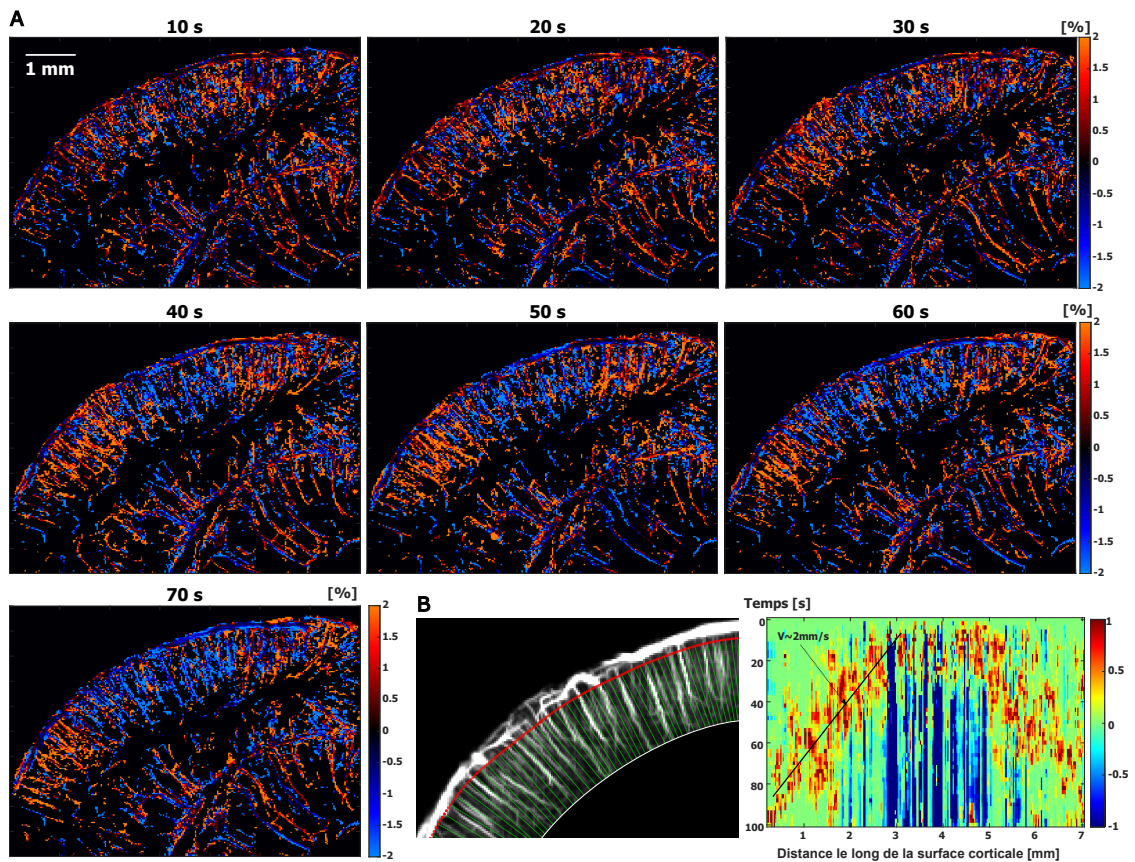 A
10 s
20 s
30 s
[%]
1 mm
2
1.5
1
0.5
0
-0.5
-1
-1.5
-2
40 s
50 s
60 s
[%]
2
1.5
1
0.5
0
-0.5
-1
-1.5
-2
70 s
[%]
2
1.5
1
0.5
0
-0.5
-1
-1.5
-2
B
Temps [s]
V~2mm/s
0
20
40
60
80
100
1 2 3 4 5 6 7
1
0.5
0
-0.5
-1
Distance le long de la surface corticale [mm]